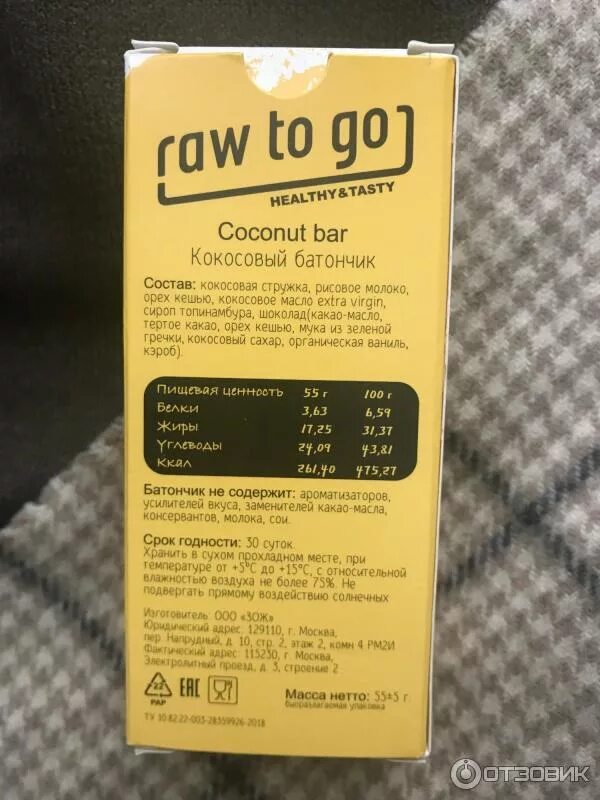 raw to go
HEALTHY&TASTY
Coconut bar
Кокосовый батончик
Состав: кокосовая стружка, рисовое молоко,
орех кешью, кокосовое масло extra virgin,
сироп топинамбура, шоколад(какао-масло,
тертое какао, орех кешью, мука из зеленой
гречки, кокосовый сахар, органическая ваниль,
кэроб).
Пищевая ценность 55 г 100 г
Белки 3,63 6,59
Жиры 17,25 31,37
Углеводы 24,09 43,81
Ккал 261,40 475,27
Батончик не содержит: ароматизаторов,
усилителей вкуса, заменителей какао-масла,
консервантов, молока, сои.
Срок годности: 30 суток.
Хранить в сухом прохладном месте, при
температуре от +5°С до +15°С, с относительной
влажностью воздуха не более 75%. Не
подвергать прямому воздействию солнечных
Изготовитель: ООО «ЗОЖ»
Юридический адрес: 129110, г. Москва,
пер. Напрудный, д. 10, стр. 2, этаж 2, комн 4 РМ2И
Фактический адрес: 115230, г. Москва,
Электролитный проезд, д. 3, строение 2
22
PAP
EAC
Масса нетто: 55±5 г.
биоразлагаемая упаковка
ТУ 10.82.22-003-28359926-2018
ОТЗОВИК